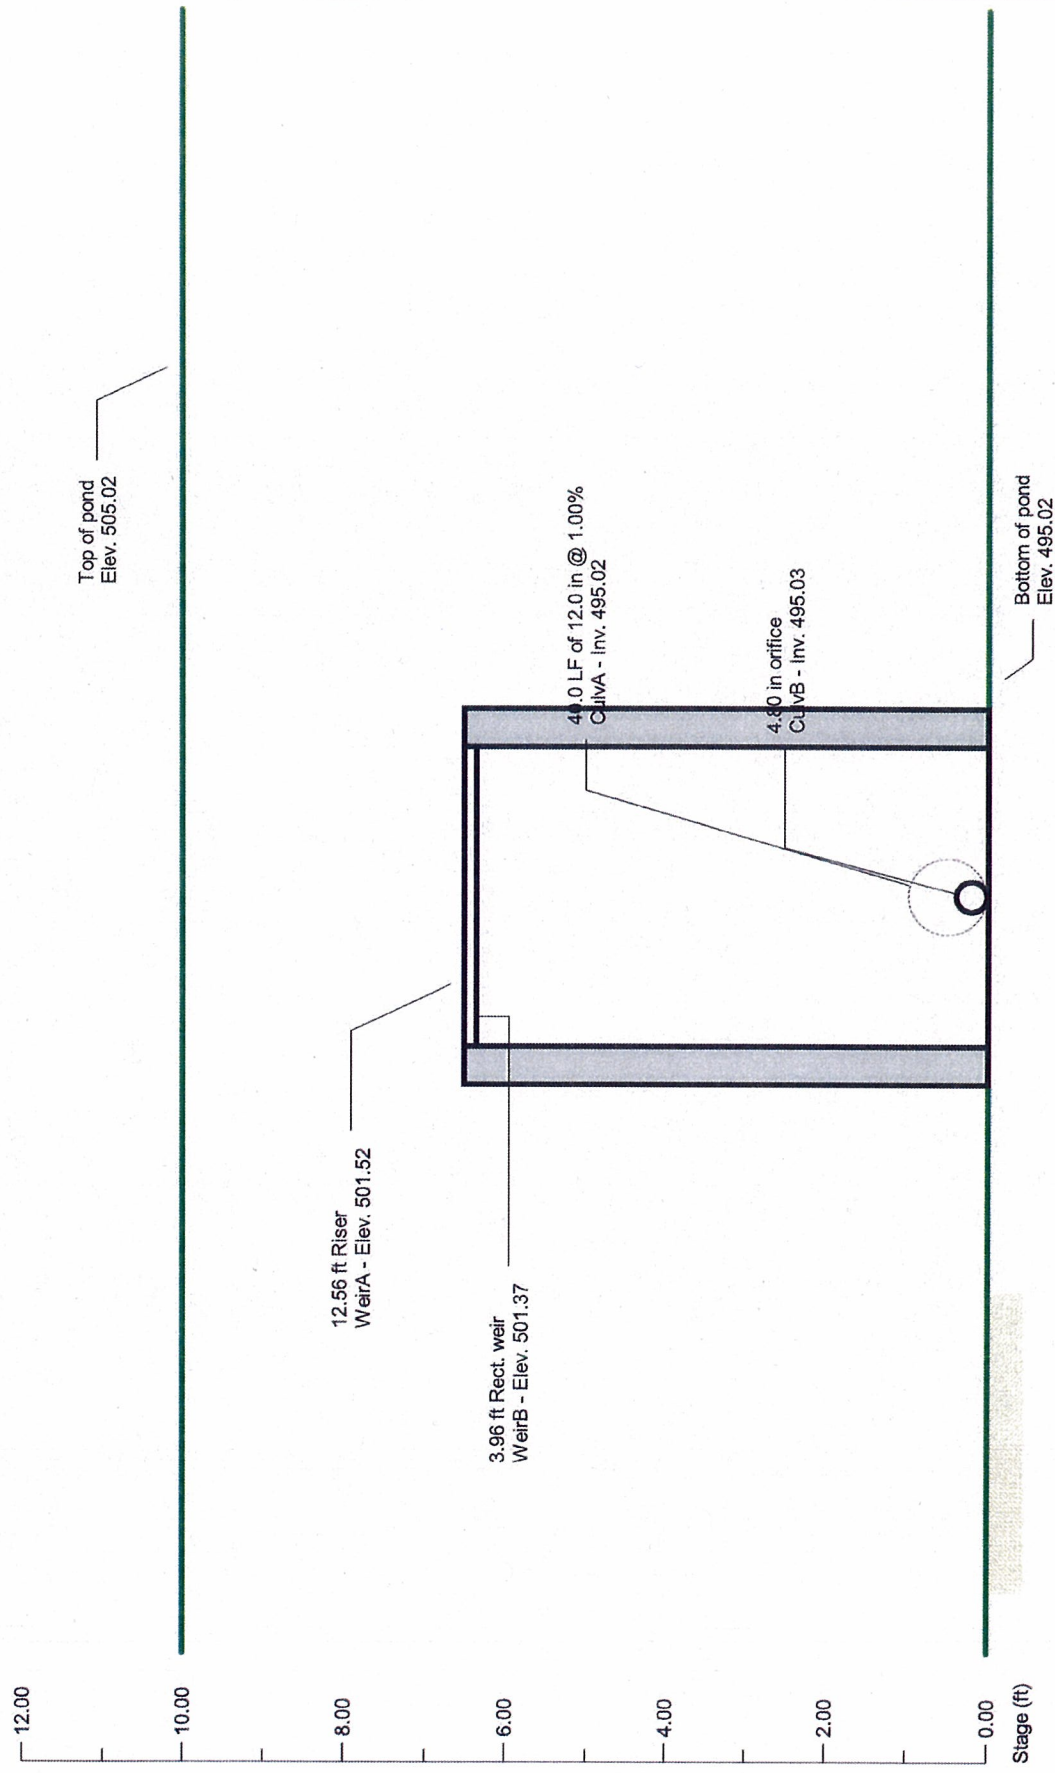 Top of pond
Elev. 505.02
12.56 ft Riser
WeirA - Elev. 501.52
3.96 ft Rect. weir
WeirB - Elev. 501.37
40.0 LF of 12.0 in @ 1.00%
CulvA - Inv. 495.02
4.80 in orifice
CulvB - Inv. 495.03
Bottom of pond
Elev. 495.02
12.00
10.00
8.00
6.00
4.00
2.00
0.00
Stage (ft)